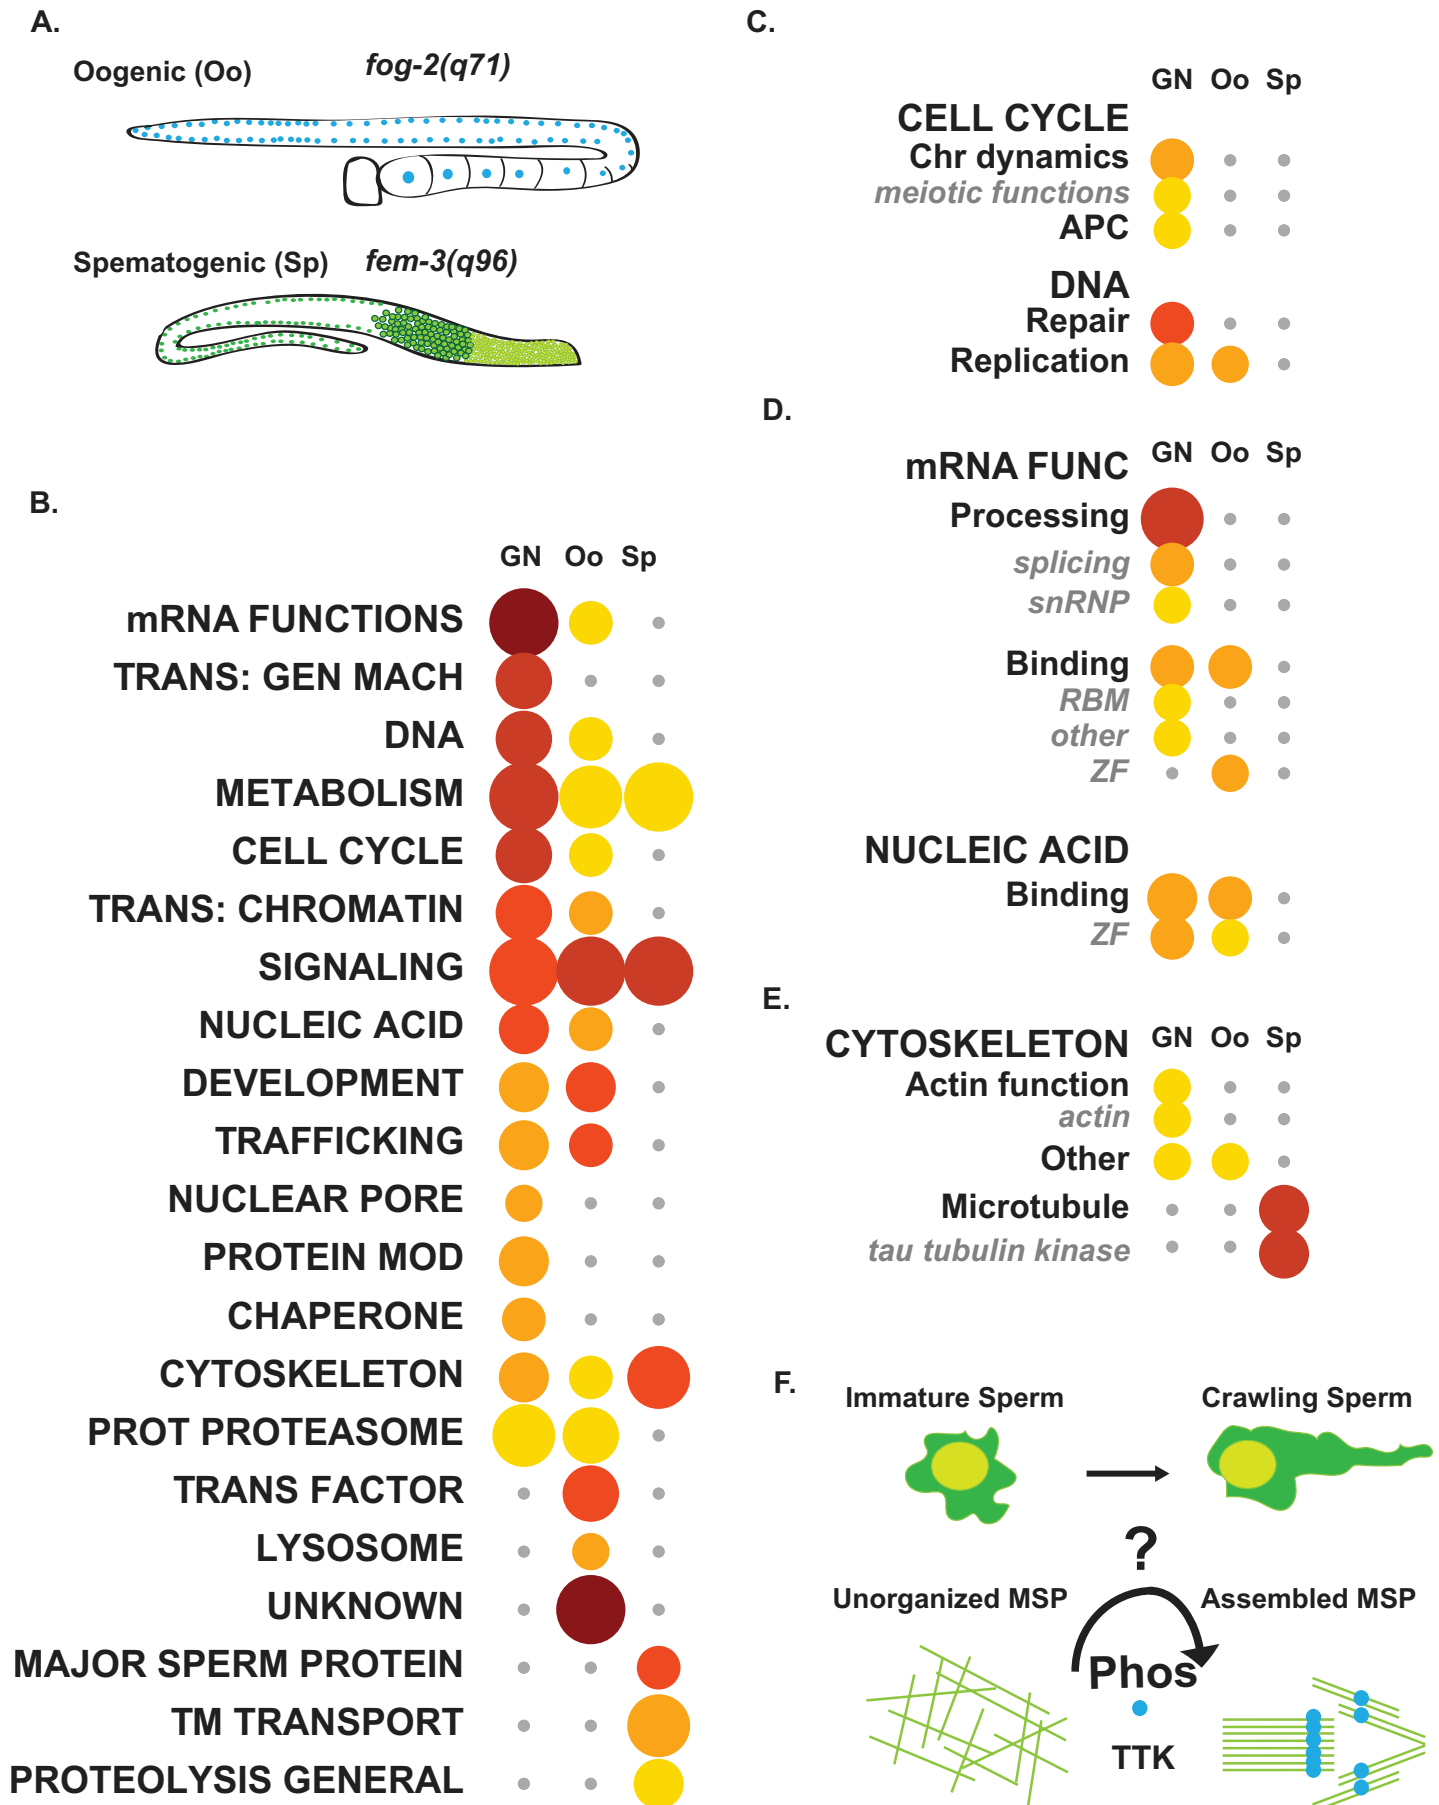 A.
Oogenic (Oo) fog-2(q71)
Spematogenic (Sp) fem-3(q96)
B.
GN Oo Sp
mRNA FUNCTIONS
TRANS: GEN MACH
DNA
METABOLISM
CELL CYCLE
TRANS: CHROMATIN
SIGNALING
NUCLEIC ACID
DEVELOPMENT
TRAFFICKING
NUCLEAR PORE
PROTEIN MOD
CHAPERONE
CYTOSKELETON
PROT PROTEASOME
TRANS FACTOR
LYSOSOME
UNKNOWN
MAJOR SPERM PROTEIN
TM TRANSPORT
PROTEOLYSIS GENERAL
C.
GN Oo Sp
CELL CYCLE
Chr dynamics
meiotic functions
APC
DNA
Repair
Replication
D.
mRNA FUNC GN Oo Sp
Processing
splicing
snRNP
Binding
RBM
other
ZF
NUCLEIC ACID
Binding
ZF
E.
CYTOSKELETON GN Oo Sp
Actin function
actin
Other
Microtubule
tau tubulin kinase
F.
Immature Sperm Crawling Sperm
?
Unorganized MSP Assembled MSP
Phos
TTK